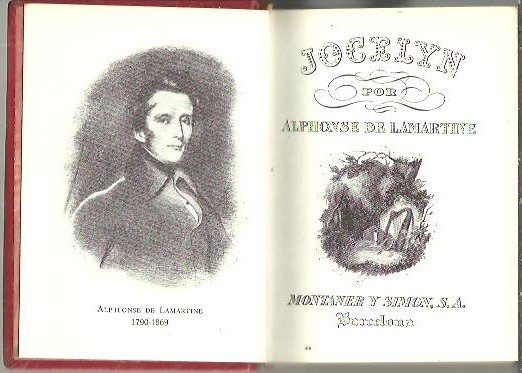 ALPHONSE DE LAMARTINE
1790-1869
JOCELYN
POR
ALPHONSE DE LAMARTINE
MONTANER Y SIMON, S.A.
Barcelona